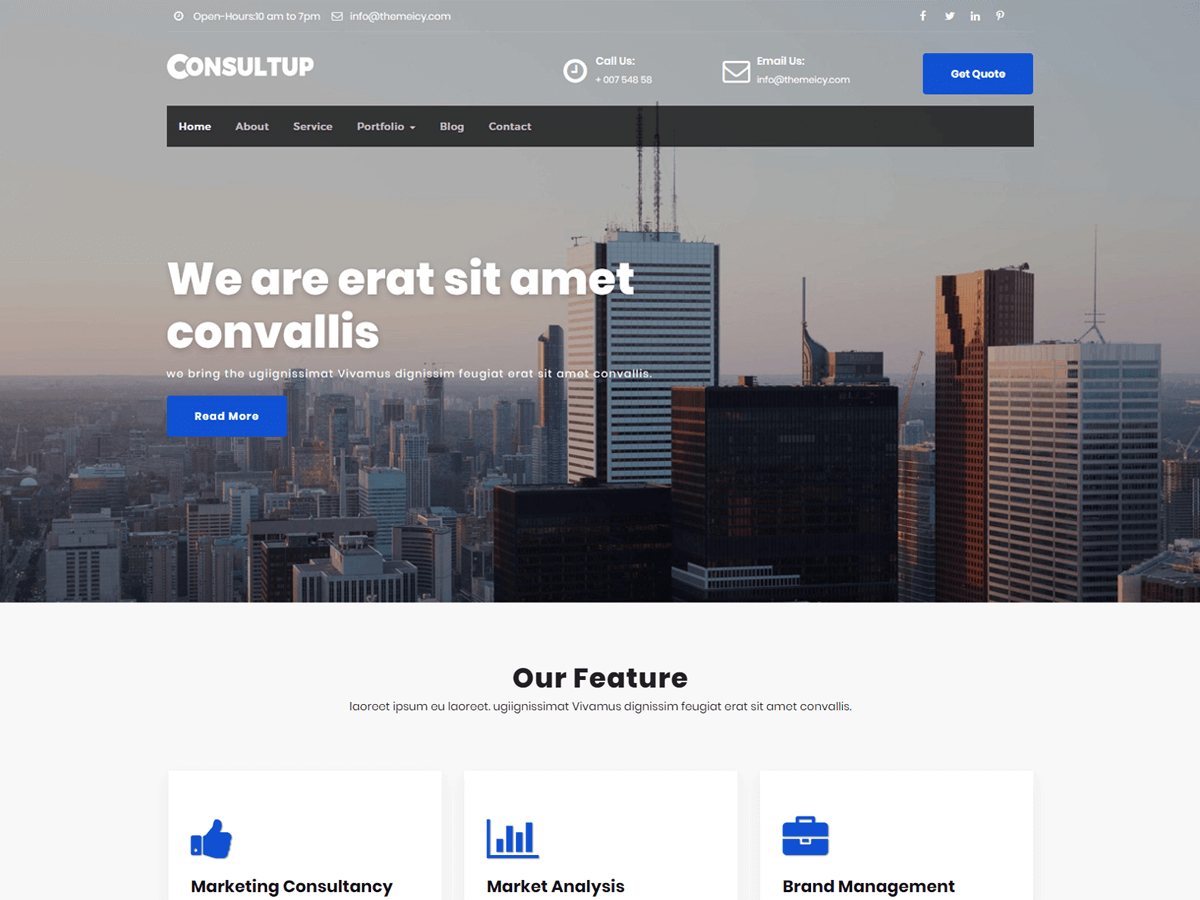 Open-Hours:10 am to 7pm info@themeicy.com
CONSULTUP
Call Us:
+ 007 548 58
Email Us:
info@themeicy.com
Get Quote
Home About Service Portfolio Blog Contact
We are erat sit amet
convallis
we bring the ugiignissimat Vivamus dignissim feugiat erat sit amet convallis.
Read More
Our Feature
laoreet ipsum eu laoreet. ugiignissimat Vivamus dignissim feugiat erat sit amet convallis.
Marketing Consultancy Market Analysis Brand Management